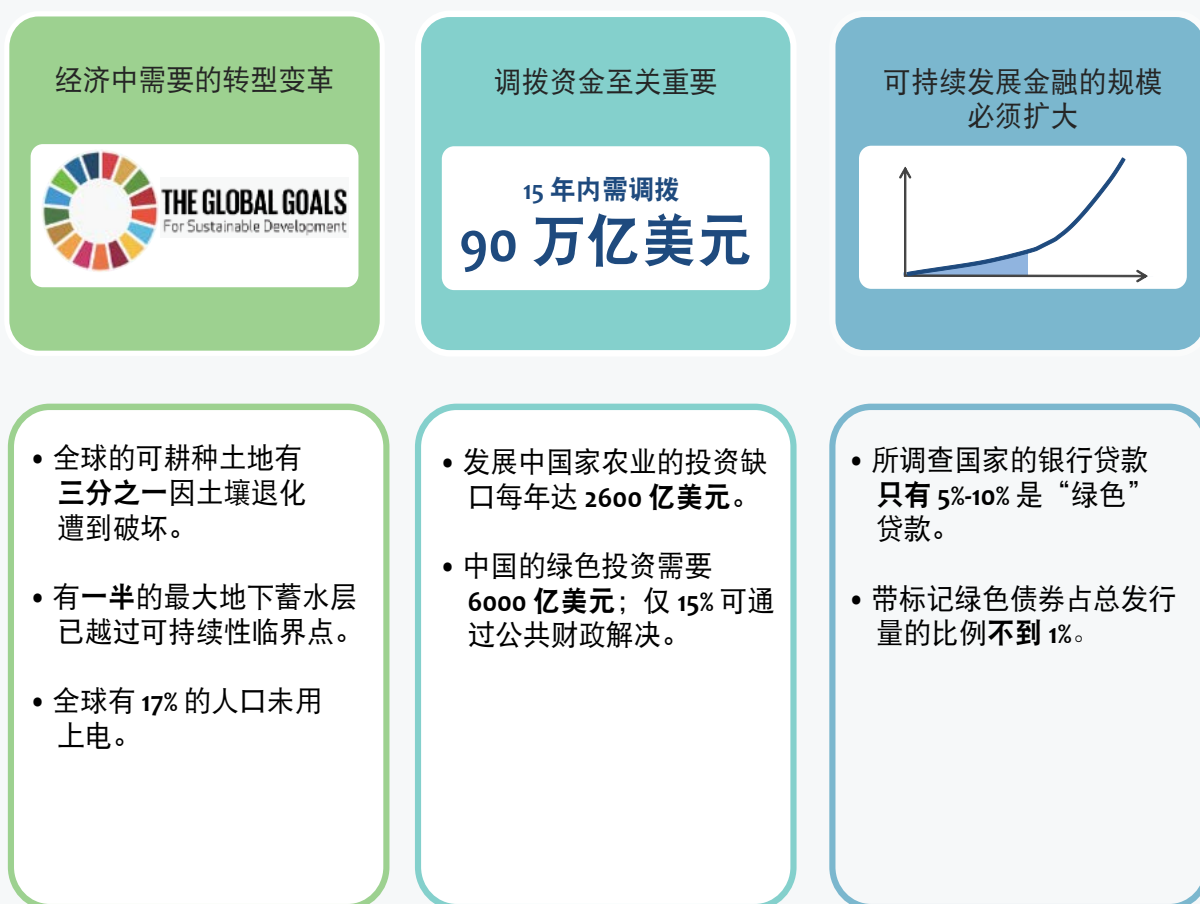 经济中需要的转型变革
THE GLOBAL GOALS
For Sustainable Development
调拨资金至关重要
15 年内需调拨
90 万亿美元
可持续发展金融的规模
必须扩大
• 全球的可耕种土地有
三分之一因土壤退化
遭到破坏。
• 有一半的最大地下蓄水层
已越过可持续性临界点。
• 全球有 17% 的人口未用
上电。
• 发展中国家农业的投资缺
口每年达 2600 亿美元。
• 中国的绿色投资需要
6000 亿美元；仅 15% 可通
过公共财政解决。
• 所调查国家的银行贷款
只有 5%-10% 是“绿色”
贷款。
• 带标记绿色债券占总发行
量的比例不到 1%。